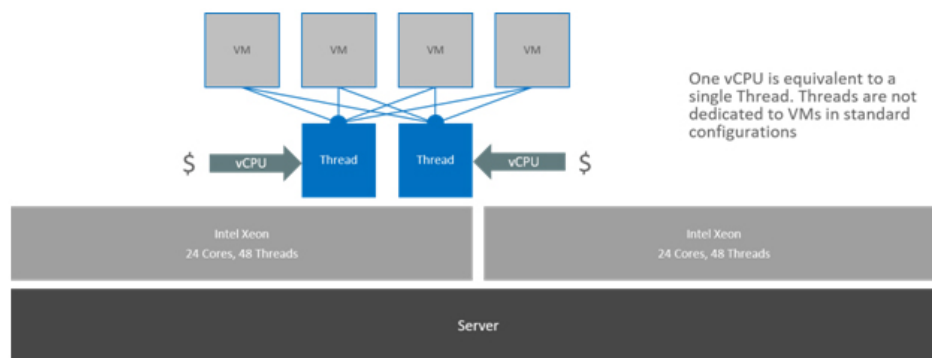 VM
VM
VM
VM
One vCPU is equivalent to a
single Thread. Threads are not
dedicated to VMs in standard
configurations
$
vCPU
Thread
Thread
vCPU
$
Intel Xeon
24 Cores, 48 Threads
Intel Xeon
24 Cores, 48 Threads
Server